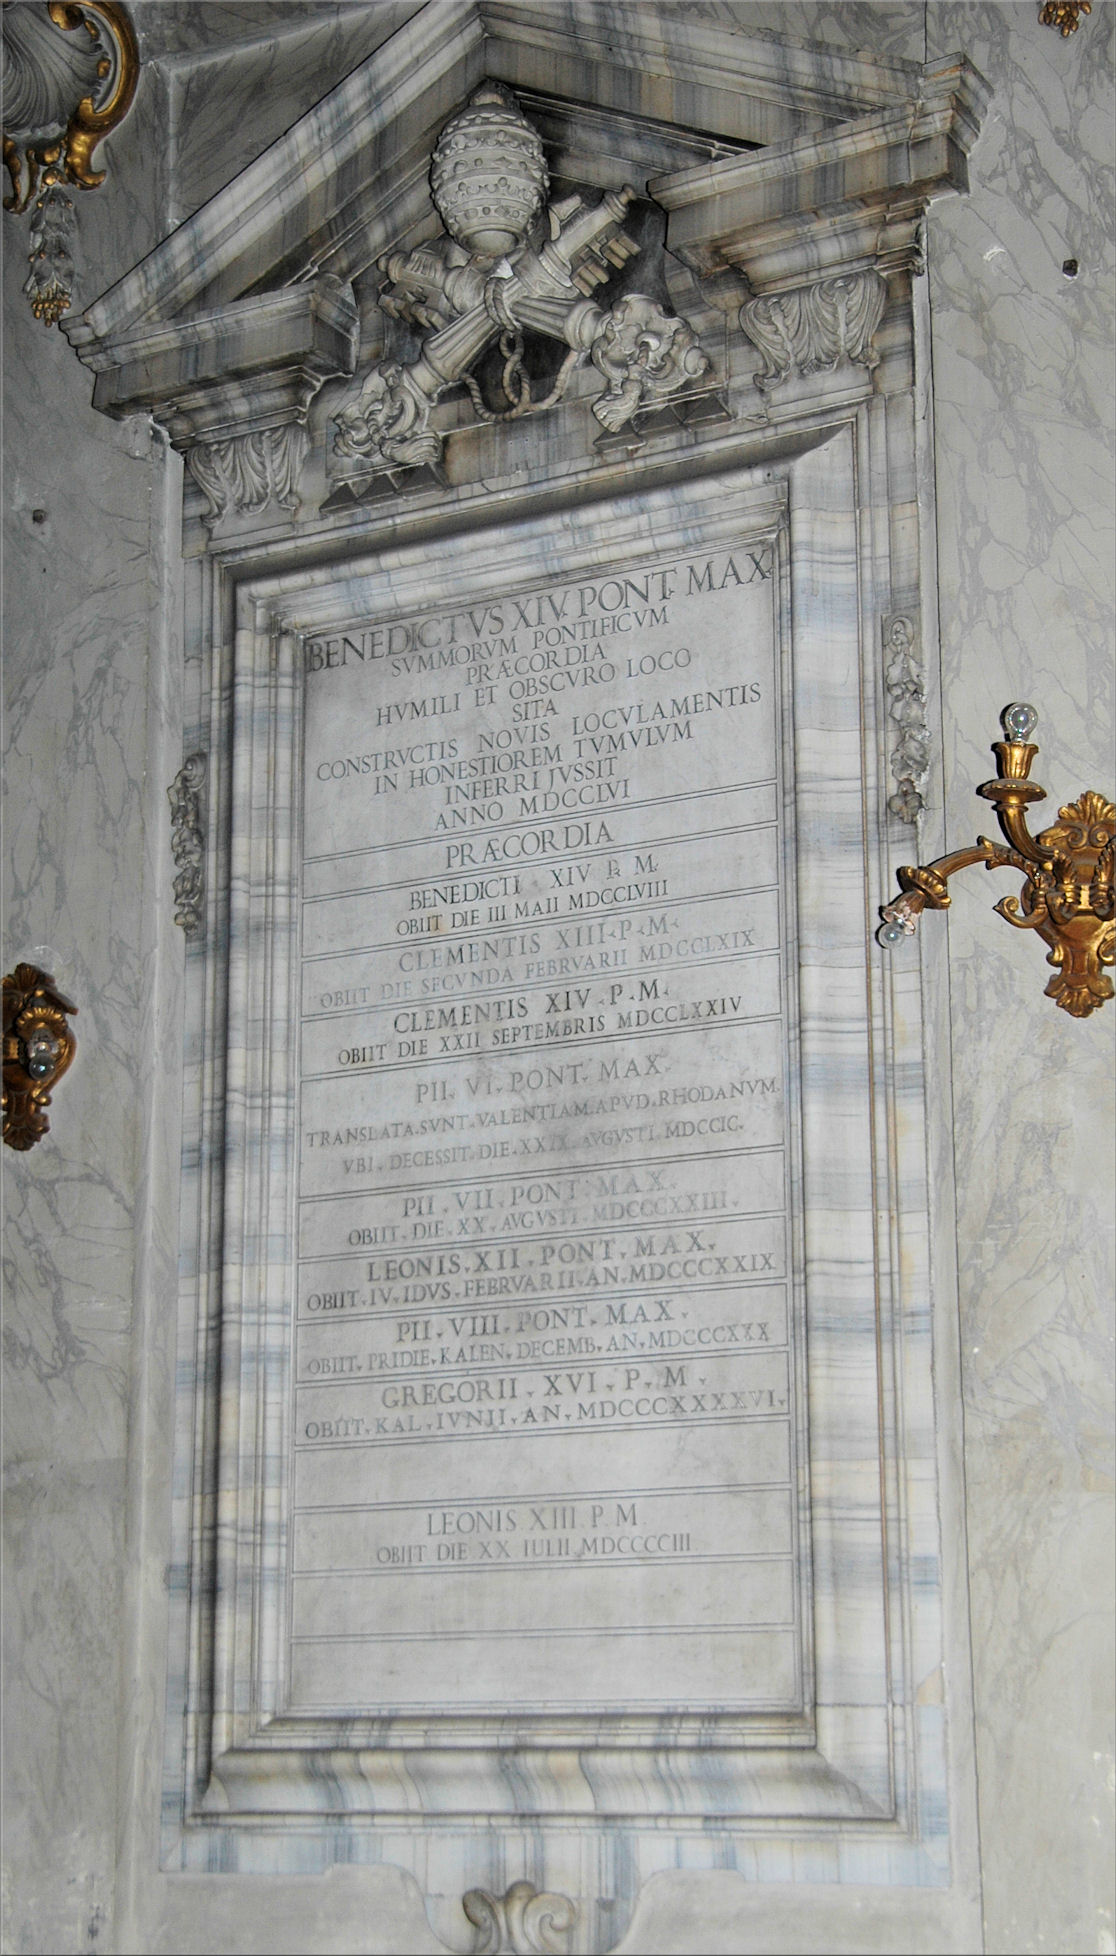 BENEDICTVS XIV. PONT. MAX.
SVMMORVM PONTIFICVM
PRÆCORDIA
HVMILI ET OBSCVRO LOCO
SITA
CONSTRVCTIS NOVIS LOCVLAMENTIS
IN HONESTIOREM TVMVLVM
INFERRI JVSSIT
ANNO MDCCLVI
PRÆCORDIA
BENEDICTI XIV P. M.
OBIIT DIE III MAII MDCCLVIII
CLEMENTIS XIII P. M.
OBIIT DIE SECVNDA FEBRVARII MDCCLXIX
CLEMENTIS XIV P. M.
OBIIT DIE XXII SEPTEMBRIS MDCCLXXIV
PII. VI. PONT. MAX.
TRANSLATA. SVNT. VALENTIAM. APVD. RHODANVM.
VBI. DECESSIT. DIE. XXIX. AVGVSTI. MDCCIC.
PII. VII. PONT. MAX.
OBIIT. DIE. XX. AVGVSTI. MDCCCXXIII.
LEONIS. XII. PONT. MAX.
OBIIT. IV. IDVS. FEBRVARII. AN. MDCCCXXIX
PII. VIII. PONT. MAX.
OBIIT. PRIDIE. KALEN. DECEMB. AN. MDCCCXXX
GREGORII. XVI. P. M.
OBIIT. KAL. IVNII. AN. MDCCCXXXXVI.
LEONIS XIII P. M.
OBIIT DIE XX IULII MDCCCCIII